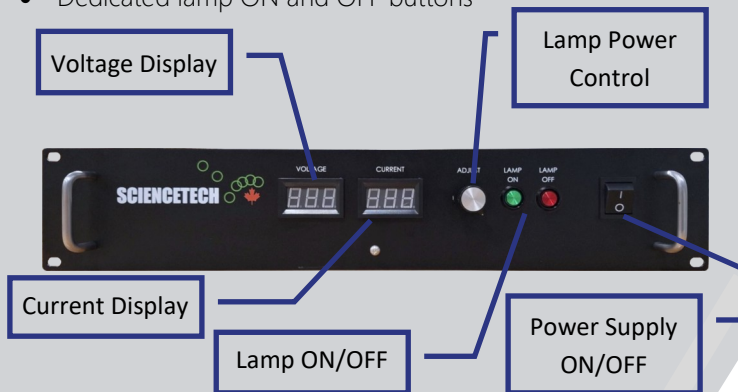 • Dedicated lamp ON and OFF buttons
Voltage Display
Lamp Power
Control
VOLTAGE
CURRENT
ADJUST
LAMP
ON
LAMP
OFF
SCIENCETECH
888
888
I
O
Current Display
Lamp ON/OFF
Power Supply
ON/OFF